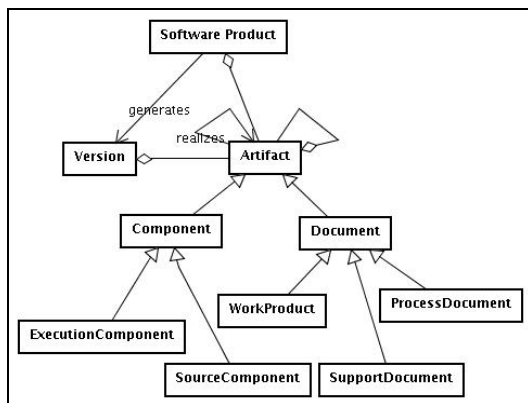 Software Product
generates
realizes
Version
Artifact
Component
Document
WorkProduct
ProcessDocument
ExecutionComponent
SourceComponent
SupportDocument